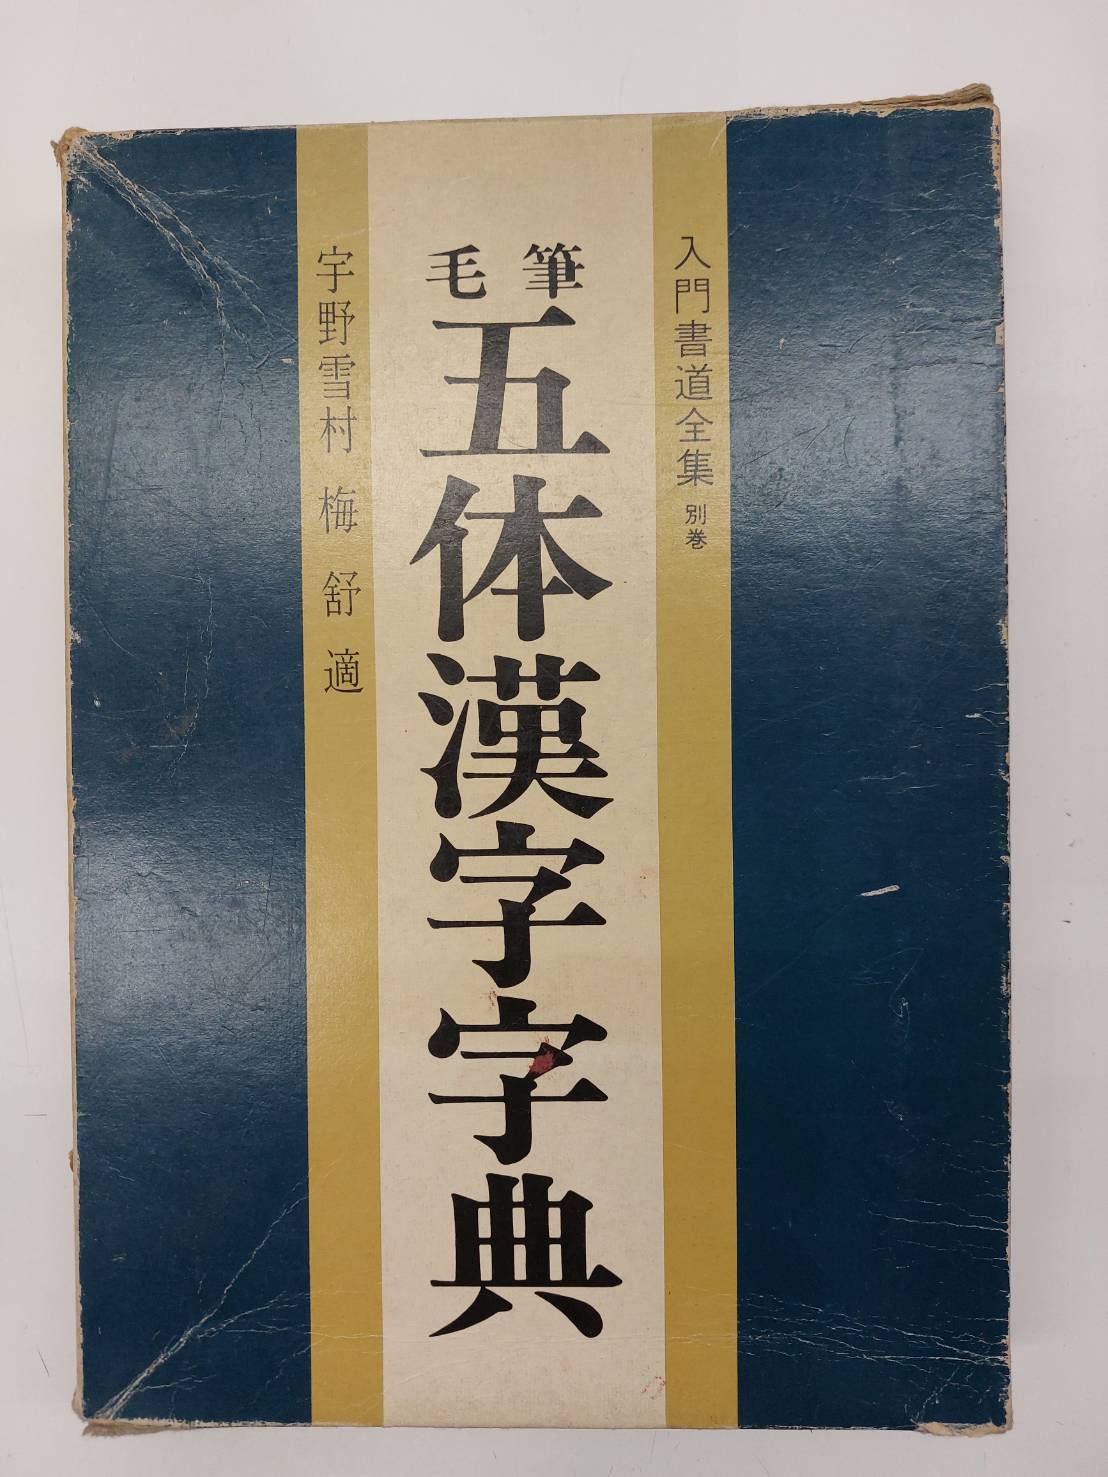 入門書道全集 別巻
毛筆
五体漢字字典
宇野雪村 梅舒適